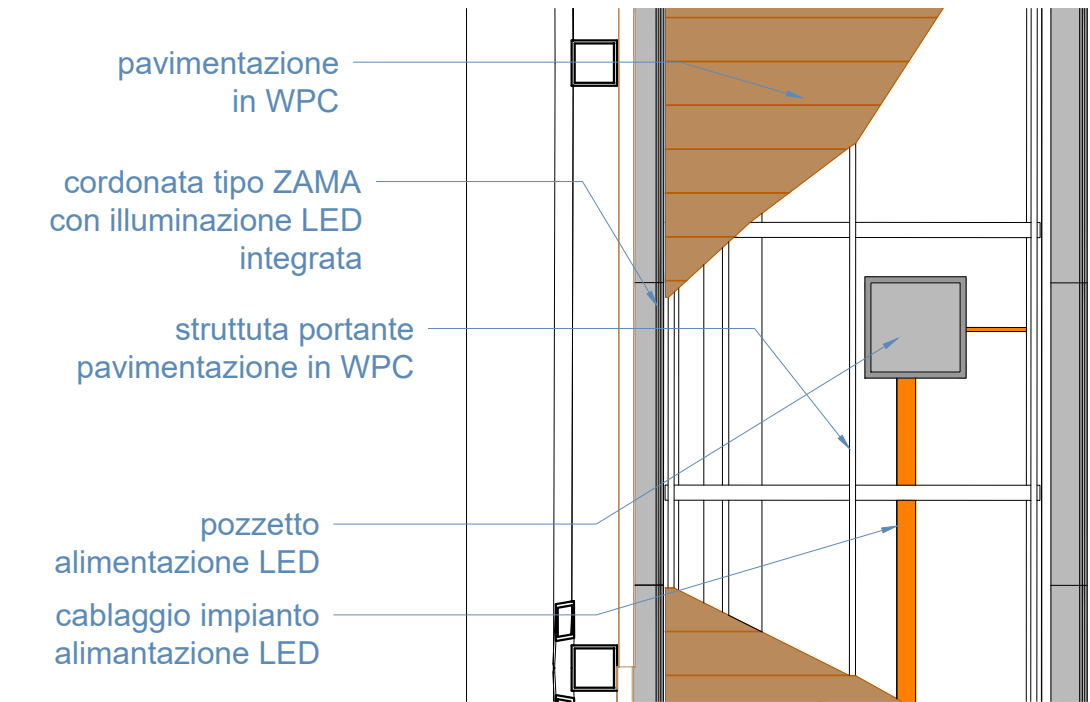 pavimentazione
in WPC
cordonata tipo ZAMA
con illuminazione LED
integrata
struttuta portante
pavimentazione in WPC
pozzetto
alimentazione LED
cablaggio impianto
alimantazione LED